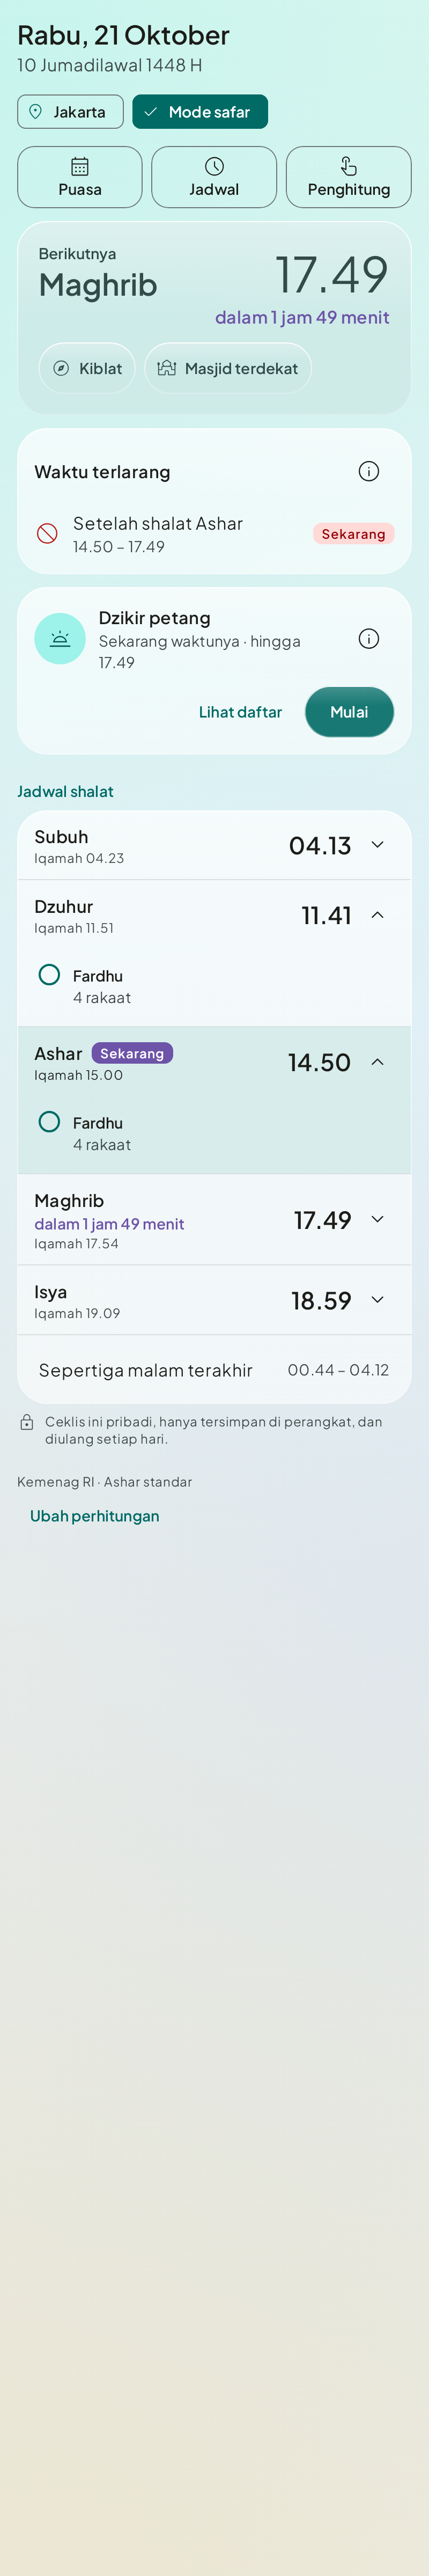 Rabu, 21 Oktober
10 Jumadilawal 1448 H
Jakarta
Mode safar
Puasa
Jadwal
Penghitung
Berikutnya
Maghrib
17.49
dalam 1 jam 49 menit
Kiblat
Masjid terdekat
Waktu terlarang
Setelah shalat Ashar
14.50 – 17.49
Sekarang
Dzikir petang
Sekarang waktunya · hingga
17.49
Lihat daftar
Mulai
Jadwal shalat
Subuh
04.13
Iqamah 04.23
Dzuhur
11.41
Iqamah 11.51
Fardhu
4 rakaat
Ashar
Sekarang
14.50
Iqamah 15.00
Fardhu
4 rakaat
Maghrib
dalam 1 jam 49 menit
17.49
Iqamah 17.54
Isya
18.59
Iqamah 19.09
Sepertiga malam terakhir
00.44 – 04.12
Ceklis ini pribadi, hanya tersimpan di perangkat, dan
diulang setiap hari.
Kemenag RI · Ashar standar
Ubah perhitungan